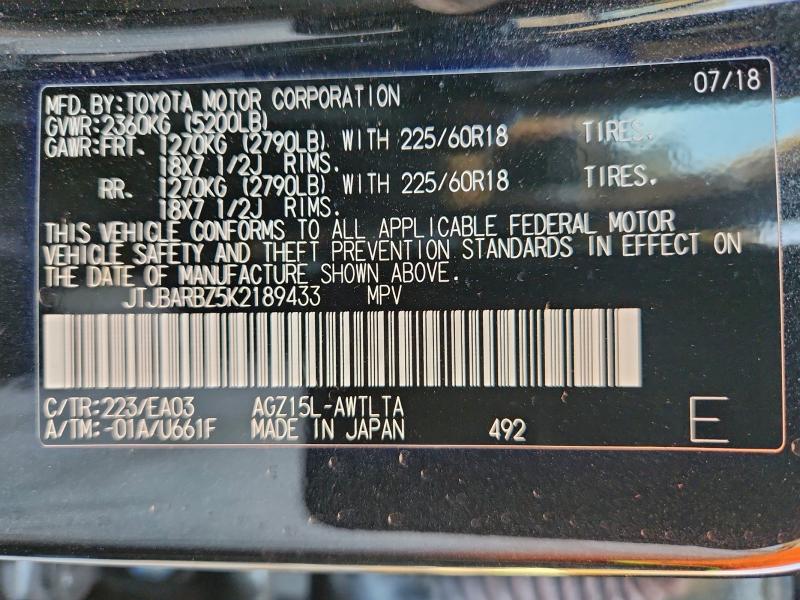 07/18
MFD. BY: TOYOTA MOTOR CORPORATION
GVWR: 2360KG (5200LB)
GAWR: FRT. 1270KG (2790LB) WITH 225/60R18 TIRES.
18X7 1/2J RIMS.
RR. 1270KG (2790LB) WITH 225/60R18 TIRES.
18X7 1/2J RIMS.
THIS VEHICLE CONFORMS TO ALL APPLICABLE FEDERAL MOTOR
VEHICLE SAFETY AND THEFT PREVENTION STANDARDS IN EFFECT ON
THE DATE OF MANUFACTURE SHOWN ABOVE.
JTJBARBZ5K2189433 MPV
C/TR: 223/EA03 AGZ15L-AWTLTA
A/TM: -01A/U661F MADE IN JAPAN 492 E